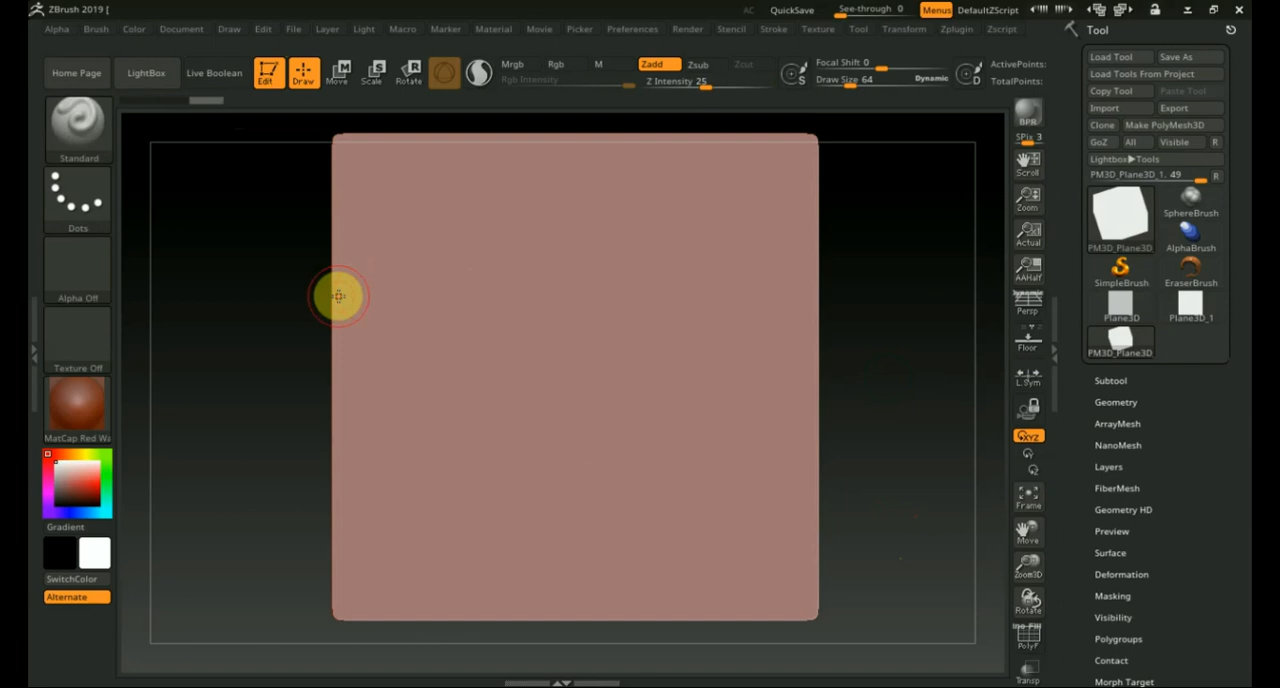 ZBrush 2019 [
AC QuickSave See-through 0 Menus DefaultZScript
Alpha Brush Color Document Draw Edit File Layer Light Macro Marker Material Movie Picker Preferences Render Stencil Stroke Texture Tool Transform Zplugin Zscript
Tool
Home Page LightBox Live Boolean Edit Draw Move Scale Rotate
Mrgb Rgb M Zadd Zsub Zcut
Rgb Intensity Z Intensity 25
Focal Shift 0
Draw Size 64 Dynamic
ActivePoints:
TotalPoints:
S
D
Standard
Dots
Alpha Off
Texture Off
MatCap Red Wa
Gradient
SwitchColor
Alternate
BPR
SPix 3
Scroll
Zoom
Actual
AAHalf
Dynamic
Persp
Floor
L.Sym
XYZ
Y
Z
Frame
Move
Zoom3D
Rotate
Line Fill
PolyF
Transp
Load Tool Save As
Load Tools From Project
Copy Tool Paste Tool
Import Export
Clone Make PolyMesh3D
GoZ All Visible R
Lightbox▶Tools
PM3D_Plane3D_1. 49 R
PM3D_Plane3D
SphereBrush
AlphaBrush
SimpleBrush EraserBrush
Plane3D Plane3D_1
PM3D_Plane3D
Subtool
Geometry
ArrayMesh
NanoMesh
Layers
FiberMesh
Geometry HD
Preview
Surface
Deformation
Masking
Visibility
Polygroups
Contact
Morph Target